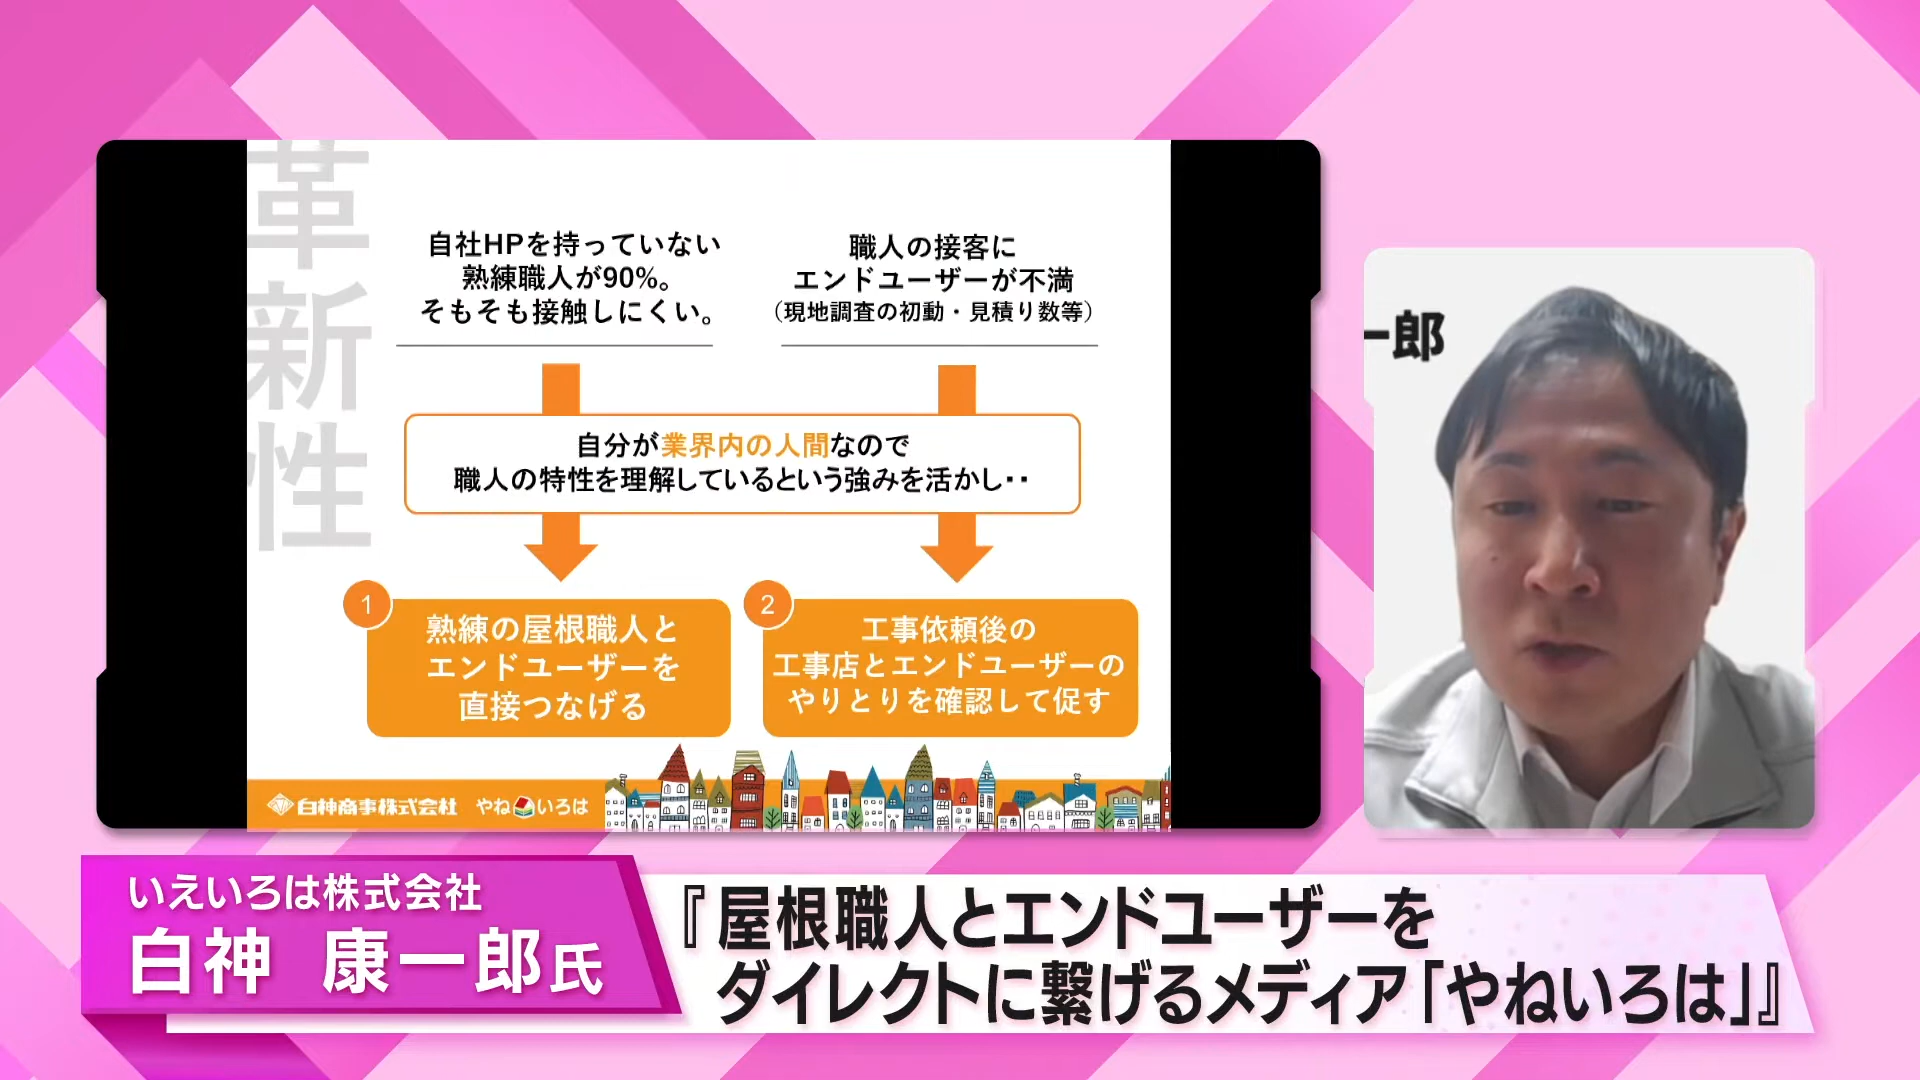 革新性
自社HPを持っていない
熟練職人が90%。
そもそも接触しにくい。
職人の接客に
エンドユーザーが不満
（現地調査の初動・見積り数等）
自分が業界内の人間なので
職人の特性を理解しているという強みを活かし‥
1
熟練の屋根職人と
エンドユーザーを
直接つなげる
2
工事依頼後の
工事店とエンドユーザーの
やりとりを確認して促す
白神商事株式会社 やねいろは
一郎
いえいろは株式会社
白神 康一郎氏
『屋根職人とエンドユーザーを
ダイレクトに繋げるメディア「やねいろは」』